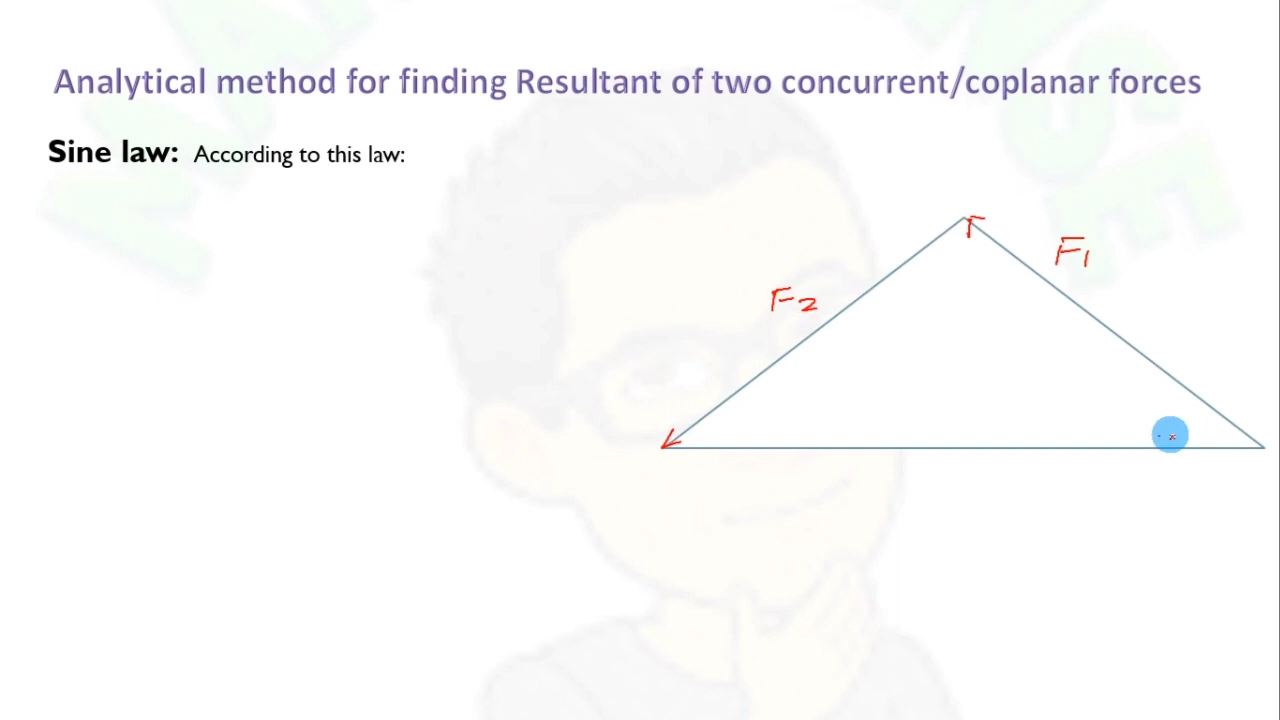 Analytical method for finding Resultant of two concurrent/coplanar forces
Sine law: According to this law:
F1
F2